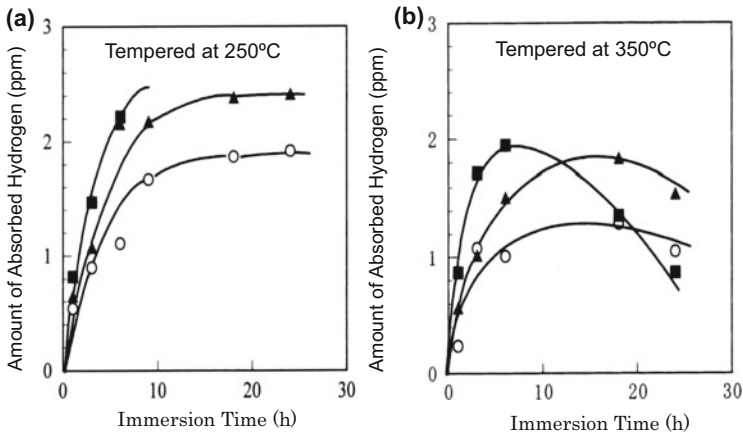 (a)
Tempered at 250ºC
Amount of Absorbed Hydrogen (ppm)
3
2
1
0
0 10 20 30
Immersion Time (h)
(b)
Tempered at 350ºC
Amount of Absorbed Hydrogen (ppm)
3
2
1
0
0 10 20 30
Immersion Time (h)